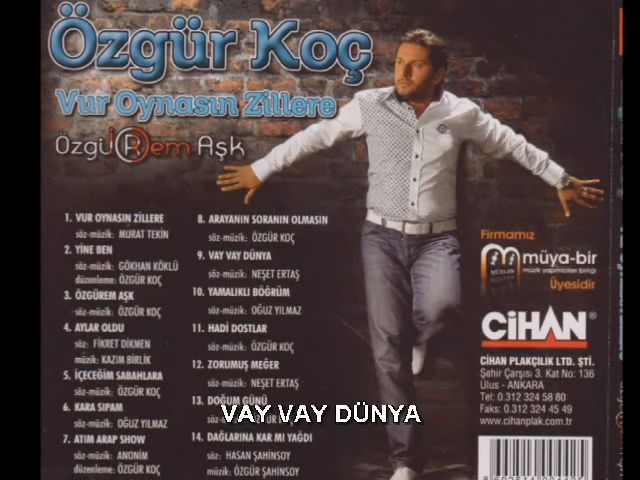 Özgür Koç
Vur Oynasın Zillere
ÖzgüRem Aşk
1. VUR OYNASIN ZİLLERE
söz-müzik: MURAT TEKİN
2. YİNE BEN
söz-müzik: GÖKHAN KÖKLÜ
düzenleme: ÖZGÜR KOÇ
3. ÖZGÜREM AŞK
söz-müzik: ÖZGÜR KOÇ
4. AYLAR OLDU
söz: FİKRET DİKMEN
müzik: KAZIM BİRLİK
5. İÇECEĞİM SABAHLARA
söz-müzik: ÖZGÜR KOÇ
6. KARA SIPAM
söz-müzik: OĞUZ YILMAZ
7. ATIM ARAP SHOW
söz-müzik: ANONİM
düzenleme: ÖZGÜR KOÇ
8. ARAYANIN SORANIN OLMASIN
söz-müzik: ÖZGÜR KOÇ
9. VAY VAY DÜNYA
söz-müzik: NEŞET ERTAŞ
10. YAMALIKLI BÖĞRÜM
söz-müzik: OĞUZ YILMAZ
11. HADİ DOSTLAR
söz-müzik: ÖZGÜR KOÇ
12. ZORUMUŞ MEĞER
söz-müzik: NEŞET ERTAŞ
13. DOĞUM GÜNÜ
14. DAĞLARINA KAR MI YAĞDI
söz: HASAN ŞAHİNSOY
müzik: ÖZGÜR ŞAHİNSOY
VAY VAY DÜNYA
Firmamız
müya-bir
müzik yapımcıları birliği
Üyesidir
CİHAN®
CİHAN PLAKÇILIK LTD. ŞTİ.
Şehir Çarşısı 3. Kat No: 136
Ulus - ANKARA
Tel: 0.312 324 58 80
Faks: 0.312 324 45 49
www.cihanplak.com.tr